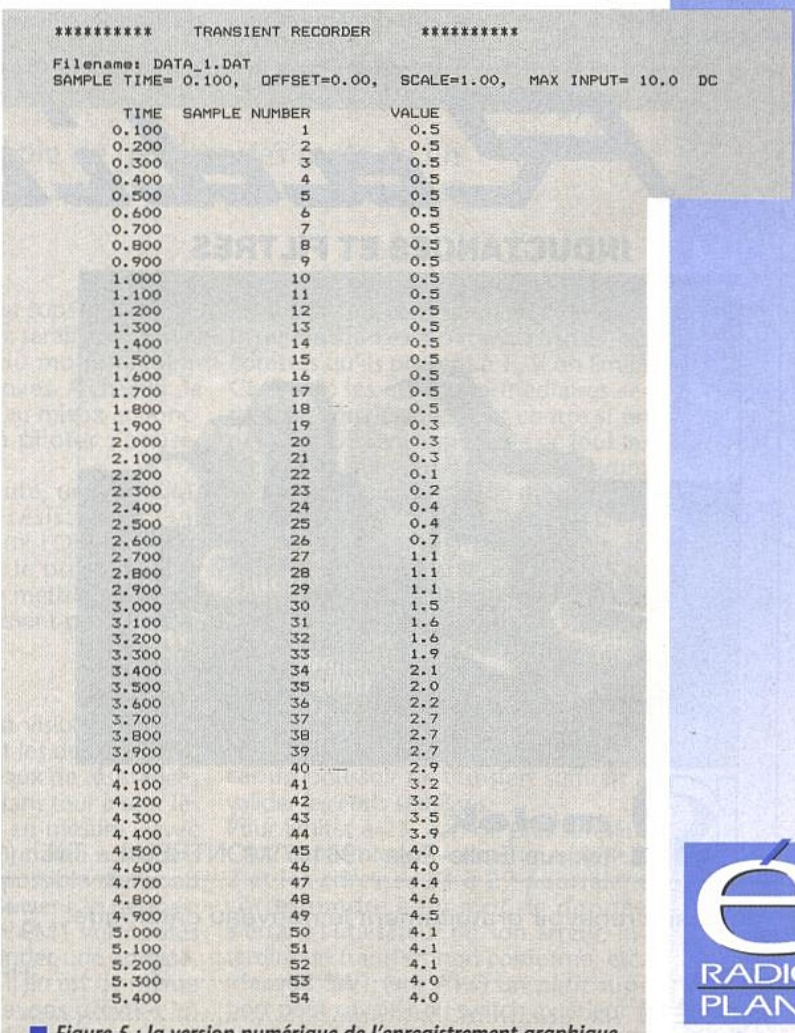 ********** TRANSIENT RECORDER **********
Filename: DATA_1.DAT
SAMPLE TIME= 0.100, OFFSET=0.00, SCALE=1.00, MAX INPUT= 10.0 DC
TIME SAMPLE NUMBER VALUE
0.100 1 0.5
0.200 2 0.5
0.300 3 0.5
0.400 4 0.5
0.500 5 0.5
0.600 6 0.5
0.700 7 0.5
0.800 8 0.5
0.900 9 0.5
1.000 10 0.5
1.100 11 0.5
1.200 12 0.5
1.300 13 0.5
1.400 14 0.5
1.500 15 0.5
1.600 16 0.5
1.700 17 0.5
1.800 18 0.5
1.900 19 0.3
2.000 20 0.3
2.100 21 0.3
2.200 22 0.1
2.300 23 0.2
2.400 24 0.4
2.500 25 0.4
2.600 26 0.7
2.700 27 1.1
2.800 28 1.1
2.900 29 1.1
3.000 30 1.5
3.100 31 1.6
3.200 32 1.6
3.300 33 1.9
3.400 34 2.1
3.500 35 2.0
3.600 36 2.2
3.700 37 2.7
3.800 38 2.7
3.900 39 2.7
4.000 40 2.9
4.100 41 3.2
4.200 42 3.2
4.300 43 3.5
4.400 44 3.9
4.500 45 4.0
4.600 46 4.0
4.700 47 4.4
4.800 48 4.6
4.900 49 4.5
5.000 50 4.1
5.100 51 4.1
5.200 52 4.1
5.300 53 4.0
5.400 54 4.0
Figure 5 : la version numérique de l'enregistrement graphique
é
RADIO
PLAN